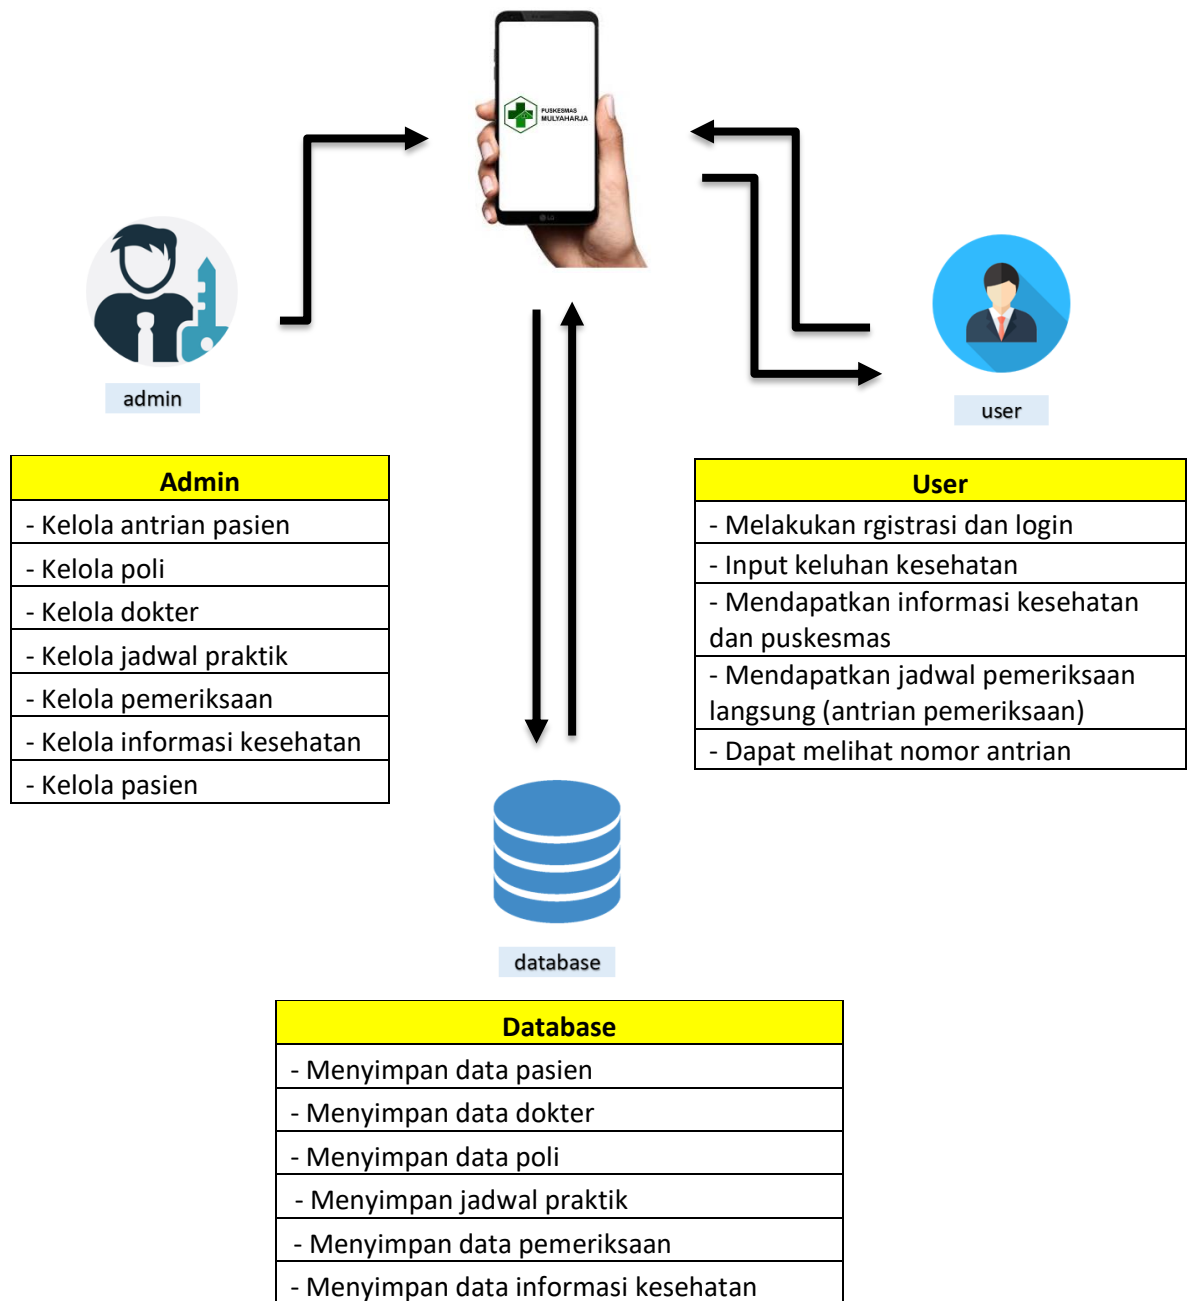 PUSKESMAS
MULYAHARJA
LG
admin
user
Admin
- Kelola antrian pasien
- Kelola poli
- Kelola dokter
- Kelola jadwal praktik
- Kelola pemeriksaan
- Kelola informasi kesehatan
- Kelola pasien
User
- Melakukan rgistrasi dan login
- Input keluhan kesehatan
- Mendapatkan informasi kesehatan
dan puskesmas
- Mendapatkan jadwal pemeriksaan
langsung (antrian pemeriksaan)
- Dapat melihat nomor antrian
database
Database
- Menyimpan data pasien
- Menyimpan data dokter
- Menyimpan data poli
- Menyimpan jadwal praktik
- Menyimpan data pemeriksaan
- Menyimpan data informasi kesehatan